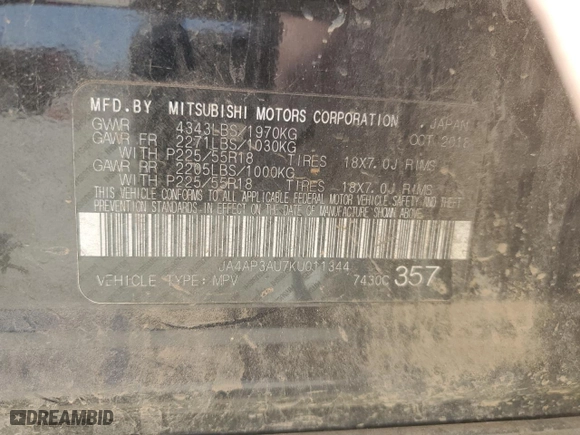 MFD.BY MITSUBISHI MOTORS CORPORATION JAPAN
GVWR 4343LBS/1970KG OCT 2018
GAWR FR 2271LBS/1030KG
WITH P225/55R18 TIRES 18X7.0J RIMS
GAWR RR 2205LBS/1000KG
WITH P225/55R18 TIRES 18X7.0J RIMS
THIS VEHICLE CONFORMS TO ALL APPLICABLE FEDERAL MOTOR VEHICLE SAFETY AND THEFT
PREVENTION STANDARDS IN EFFECT ON THE DATE OF MANUFACTURE SHOWN ABOVE.
JA4AP3AU7KU011344
VEHICLE TYPE: MPV 7430C 357
DREAMBID